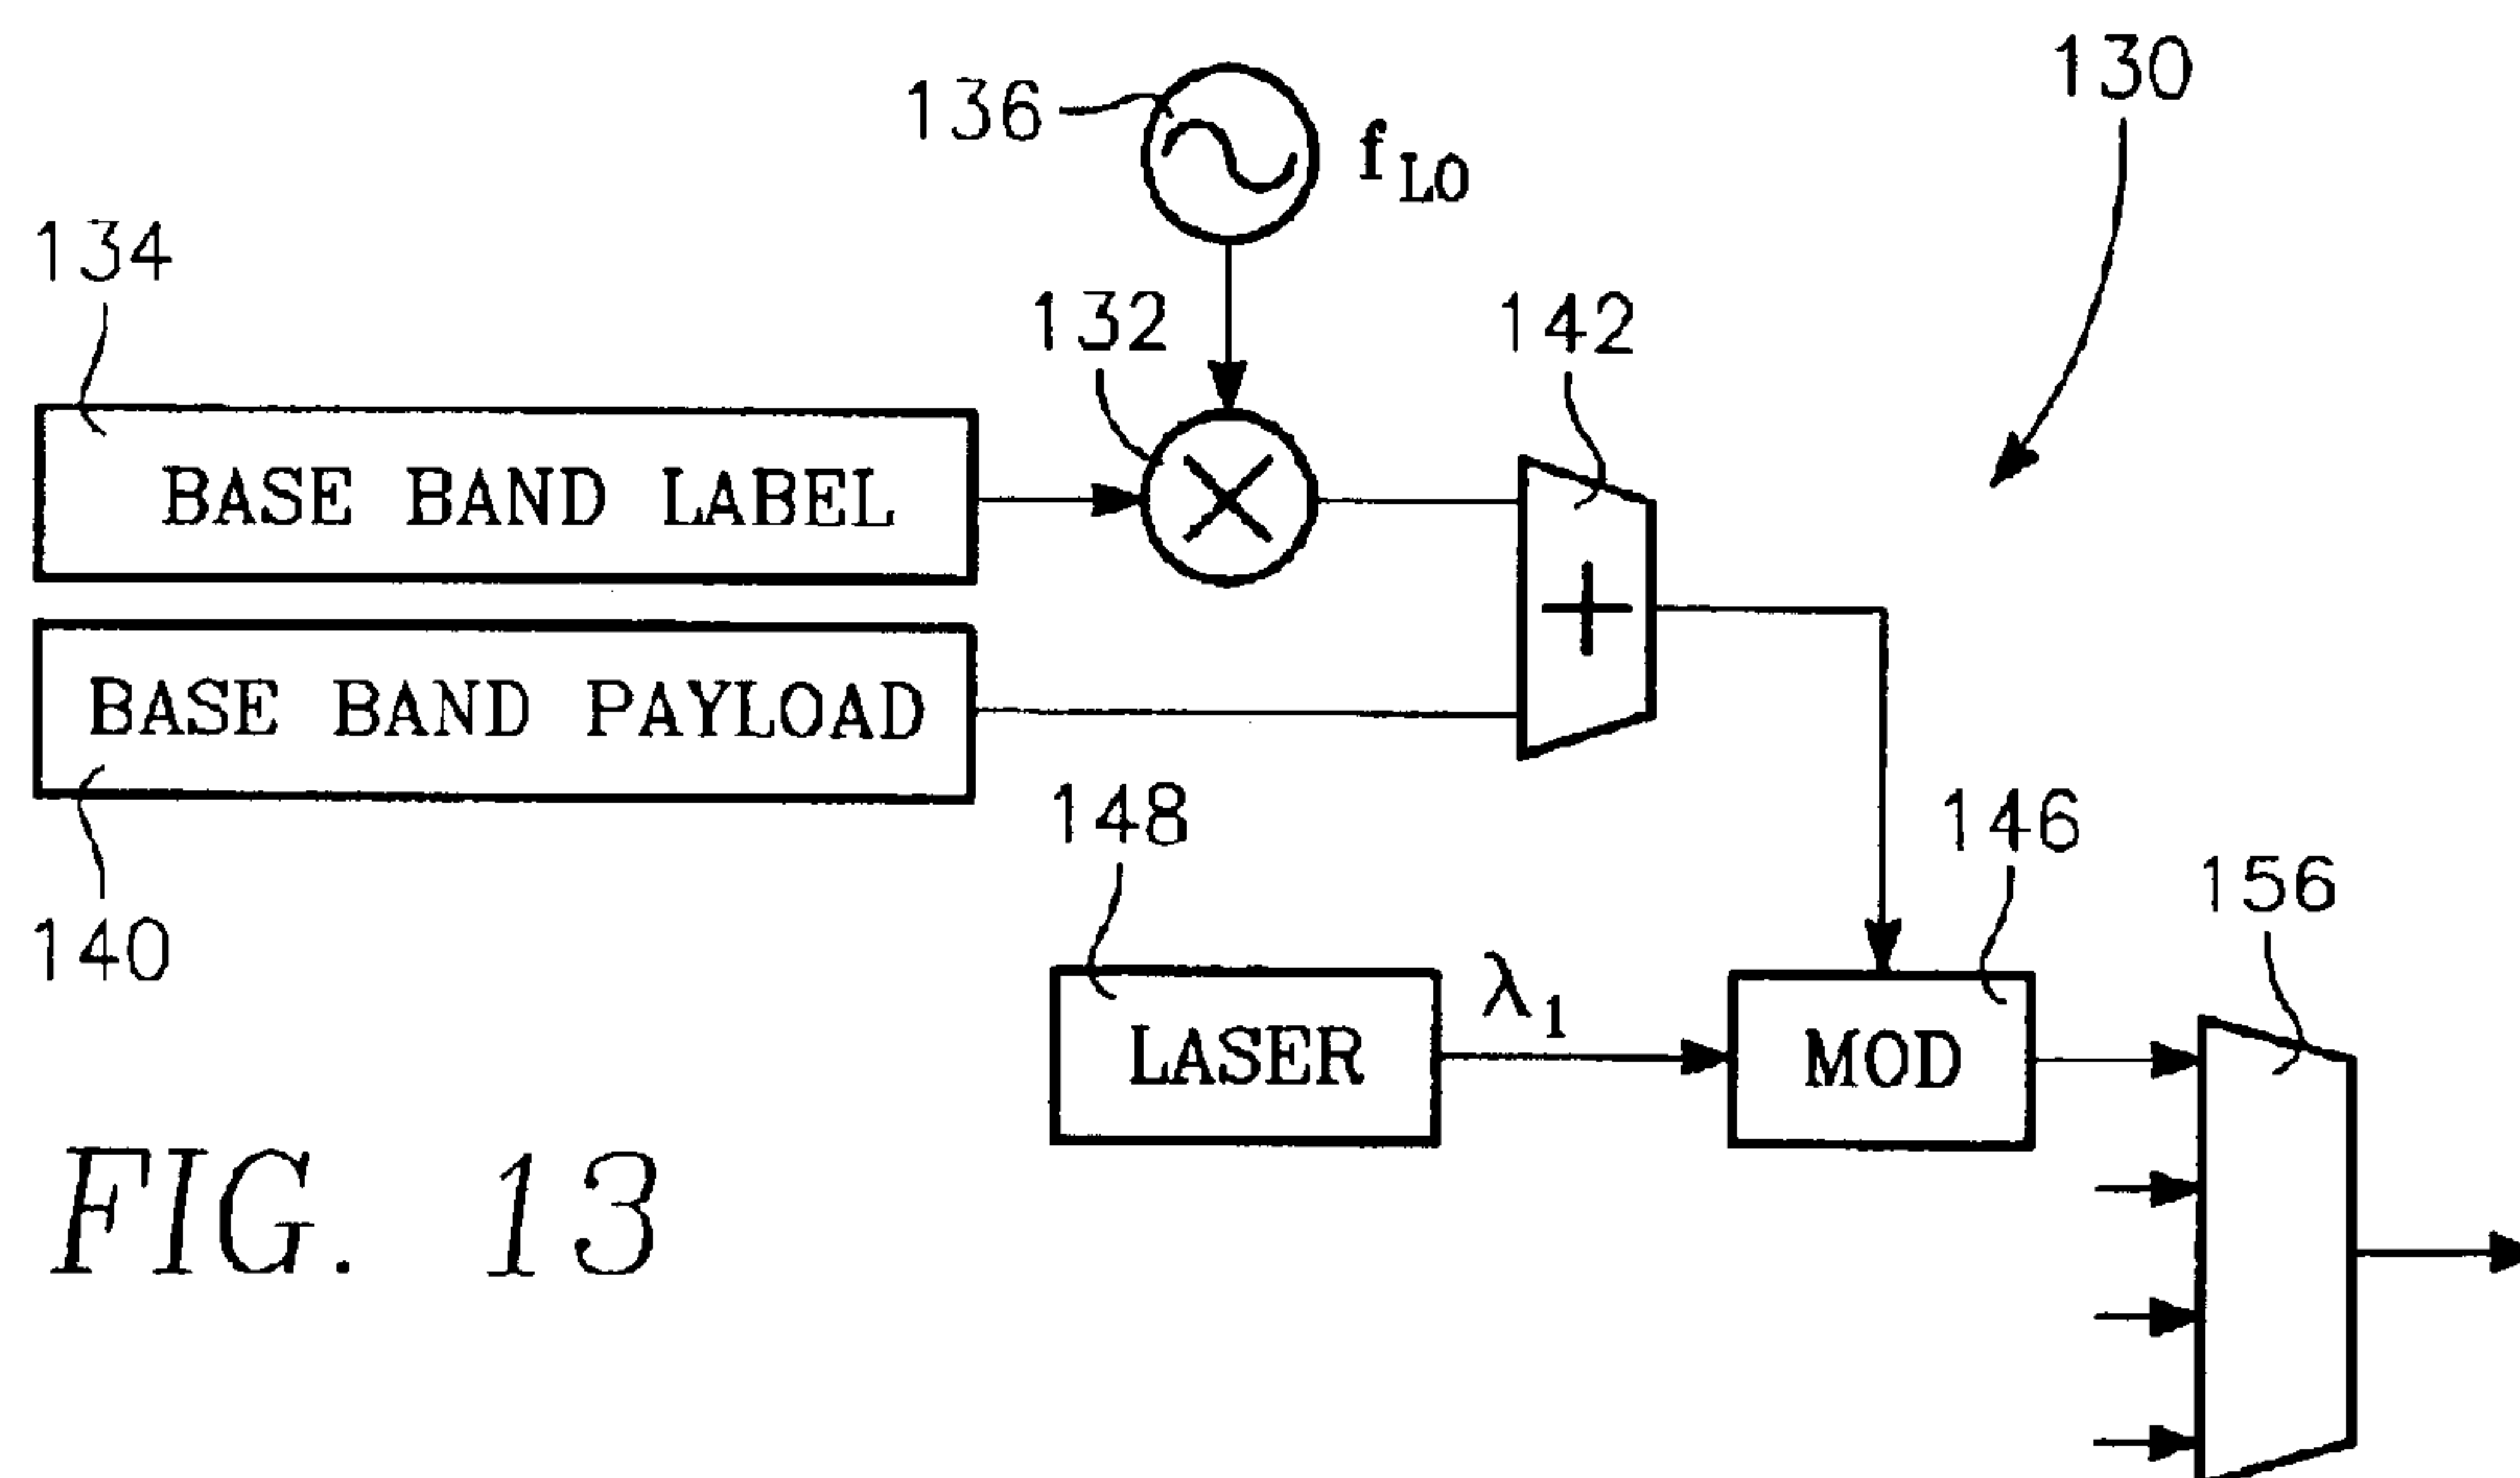 130
136
f_LO
134
132
142
BASE BAND LABEL
BASE BAND PAYLOAD
140
148
146
156
λ1
LASER
MOD
FIG. 13